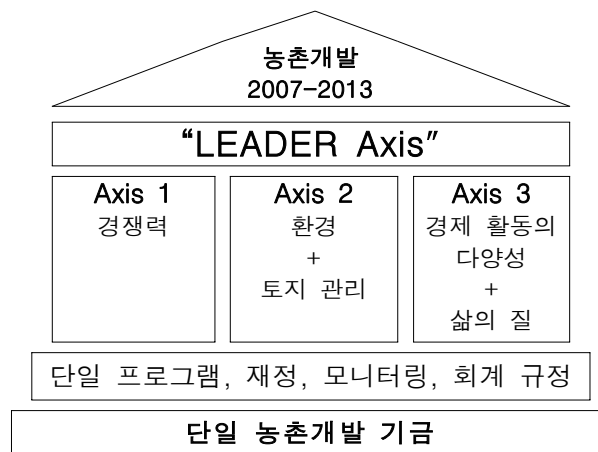 농촌개발
2007-2013
“LEADER Axis”
Axis 1
경쟁력
Axis 2
환경
+
토지 관리
Axis 3
경제 활동의
다양성
+
삶의 질
단일 프로그램, 재정, 모니터링, 회계 규정
단일 농촌개발 기금